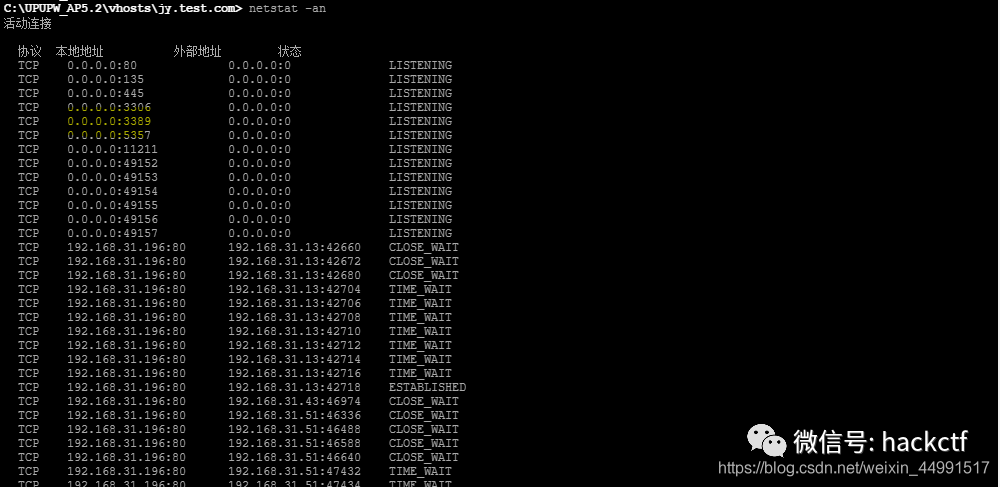 C:\UPUPW_AP5.2\vhosts\jy.test.com> netstat -an
活动连接
协议 本地地址 外部地址 状态
TCP 0.0.0.0:80 0.0.0.0:0 LISTENING
TCP 0.0.0.0:135 0.0.0.0:0 LISTENING
TCP 0.0.0.0:445 0.0.0.0:0 LISTENING
TCP 0.0.0.0:3306 0.0.0.0:0 LISTENING
TCP 0.0.0.0:3389 0.0.0.0:0 LISTENING
TCP 0.0.0.0:5357 0.0.0.0:0 LISTENING
TCP 0.0.0.0:11211 0.0.0.0:0 LISTENING
TCP 0.0.0.0:49152 0.0.0.0:0 LISTENING
TCP 0.0.0.0:49153 0.0.0.0:0 LISTENING
TCP 0.0.0.0:49154 0.0.0.0:0 LISTENING
TCP 0.0.0.0:49155 0.0.0.0:0 LISTENING
TCP 0.0.0.0:49156 0.0.0.0:0 LISTENING
TCP 0.0.0.0:49157 0.0.0.0:0 LISTENING
TCP 192.168.31.196:80 192.168.31.13:42660 CLOSE_WAIT
TCP 192.168.31.196:80 192.168.31.13:42672 CLOSE_WAIT
TCP 192.168.31.196:80 192.168.31.13:42680 CLOSE_WAIT
TCP 192.168.31.196:80 192.168.31.13:42704 TIME_WAIT
TCP 192.168.31.196:80 192.168.31.13:42706 TIME_WAIT
TCP 192.168.31.196:80 192.168.31.13:42708 TIME_WAIT
TCP 192.168.31.196:80 192.168.31.13:42710 TIME_WAIT
TCP 192.168.31.196:80 192.168.31.13:42712 TIME_WAIT
TCP 192.168.31.196:80 192.168.31.13:42714 TIME_WAIT
TCP 192.168.31.196:80 192.168.31.13:42716 TIME_WAIT
TCP 192.168.31.196:80 192.168.31.13:42718 ESTABLISHED
TCP 192.168.31.196:80 192.168.31.43:46974 CLOSE_WAIT
TCP 192.168.31.196:80 192.168.31.51:46336 CLOSE_WAIT
TCP 192.168.31.196:80 192.168.31.51:46488 CLOSE_WAIT
TCP 192.168.31.196:80 192.168.31.51:46588 CLOSE_WAIT
TCP 192.168.31.196:80 192.168.31.51:46640 CLOSE_WAIT
TCP 192.168.31.196:80 192.168.31.51:47432 TIME_WAIT
TCP 192.168.31.196:80 192.168.31.51:47434 TIME_WAIT
微信号: hackctf
https://blog.csdn.net/weixin_44991517